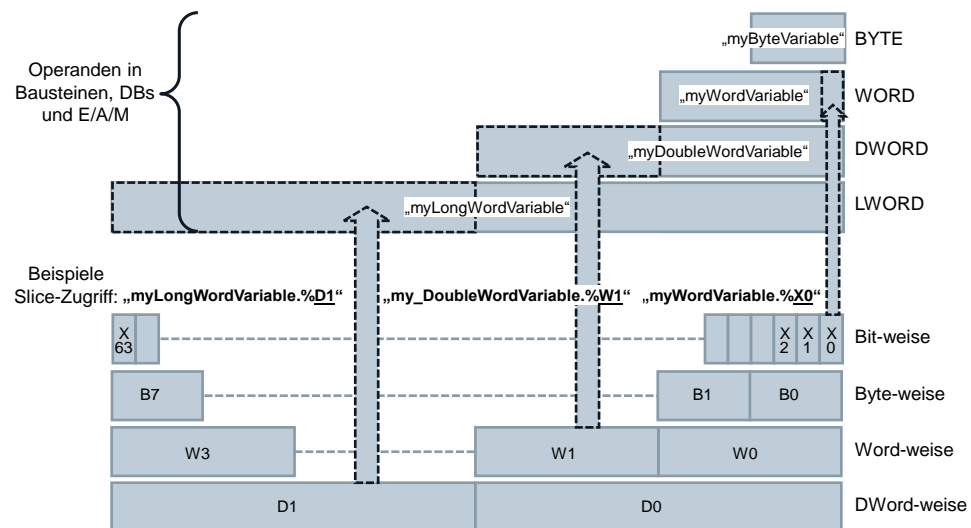 „myByteVariable“ BYTE
Operanden in
Bausteinen, DBs
und E/A/M
„myWordVariable“ WORD
„myDoubleWordVariable“ DWORD
„myLongWordVariable“ LWORD
Beispiele
Slice-Zugriff: „myLongWordVariable.%D1“ „my_DoubleWordVariable.%W1“ „myWordVariable.%X0“
X
63
X
2
X
1
X
0
Bit-weise
B7 B1 B0 Byte-weise
W3 W1 W0 Word-weise
D1 D0 DWord-weise